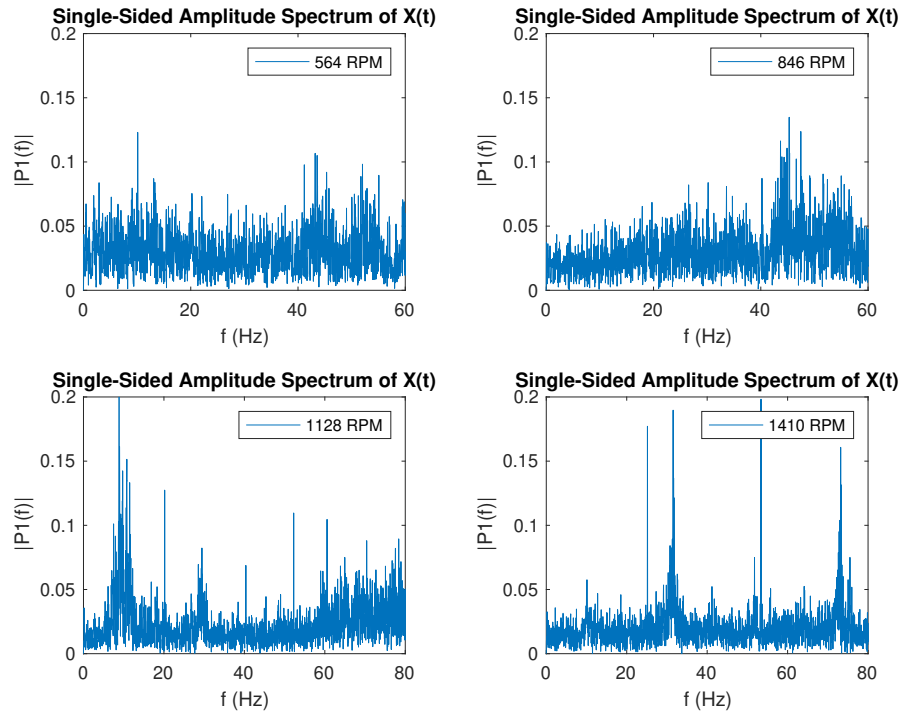 Single-Sided Amplitude Spectrum of X(t)
0.2
0.15
0.1
0.05
0
|P1(f)|
564 RPM
0 20 40 60
f (Hz)
Single-Sided Amplitude Spectrum of X(t)
0.2
0.15
0.1
0.05
0
|P1(f)|
846 RPM
0 20 40 60
f (Hz)
Single-Sided Amplitude Spectrum of X(t)
0.2
0.15
0.1
0.05
0
|P1(f)|
1128 RPM
0 20 40 60 80
f (Hz)
Single-Sided Amplitude Spectrum of X(t)
0.2
0.15
0.1
0.05
0
|P1(f)|
1410 RPM
0 20 40 60 80
f (Hz)